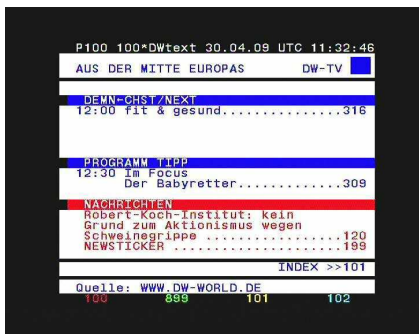 P100 100*DWtext 30.04.09 UTC 11:32:46
AUS DER MITTE EUROPAS DW-TV
DEMN←CHST/NEXT
12:00 fit & gesund...............316
PROGRAMM TIPP
12:30 Im Focus
Der Babyretter.............309
NACHRICHTEN
Robert-Koch-Institut: kein
Grund zum Aktionismus wegen
Schweinegrippe .................120
NEWSTICKER .....................199
INDEX >>101
Quelle: WWW.DW-WORLD.DE
100 899 101 102